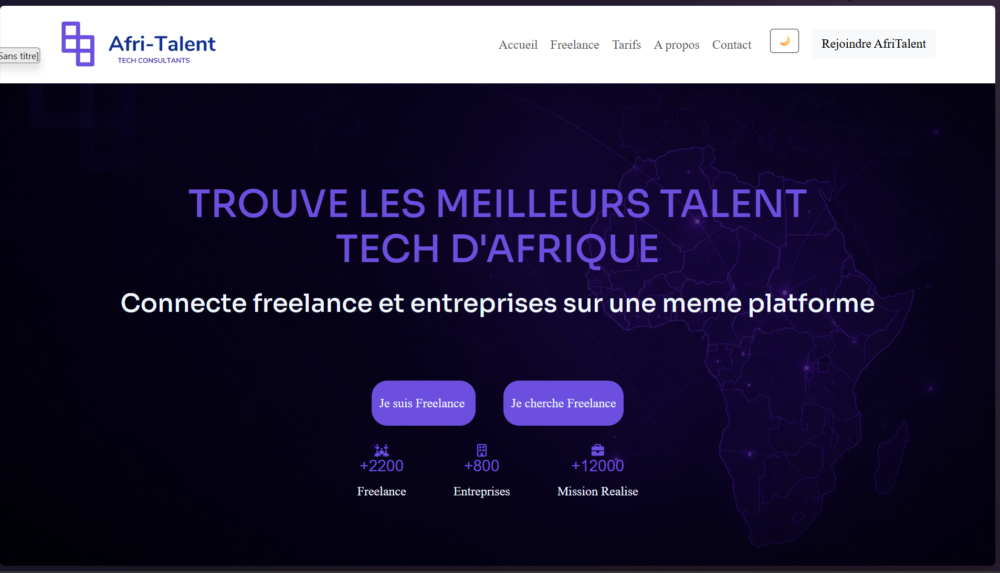 Afri-Talent
TECH CONSULTANTS
Accueil Freelance Tarifs A propos Contact Rejoindre AfriTalent
Sans titre]
TROUVE LES MEILLEURS TALENT
TECH D'AFRIQUE
Connecte freelance et entreprises sur une meme platforme
Je suis Freelance Je cherche Freelance
+2200 +800 +12000
Freelance Entreprises Mission Realise